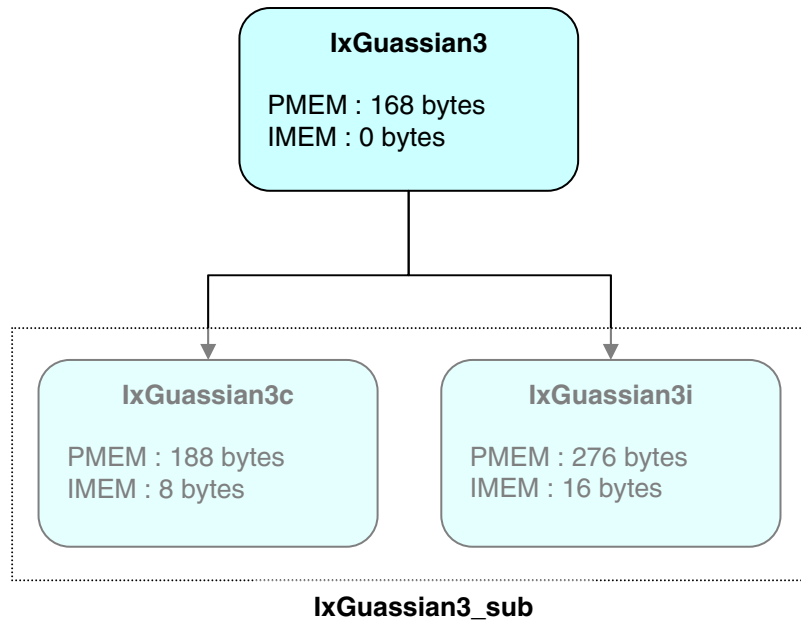 IxGuassian3
PMEM : 168 bytes
IMEM : 0 bytes
IxGuassian3c
PMEM : 188 bytes
IMEM : 8 bytes
IxGuassian3i
PMEM : 276 bytes
IMEM : 16 bytes
IxGuassian3_sub